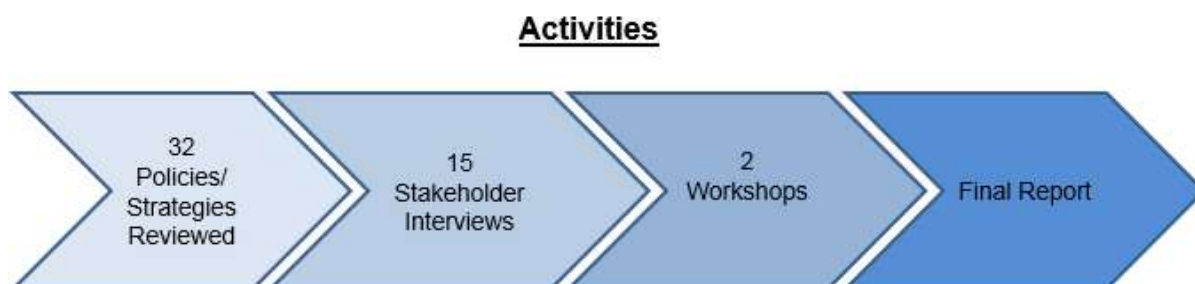 Activities
32
Policies/
Strategies
Reviewed
15
Stakeholder
Interviews
2
Workshops
Final Report